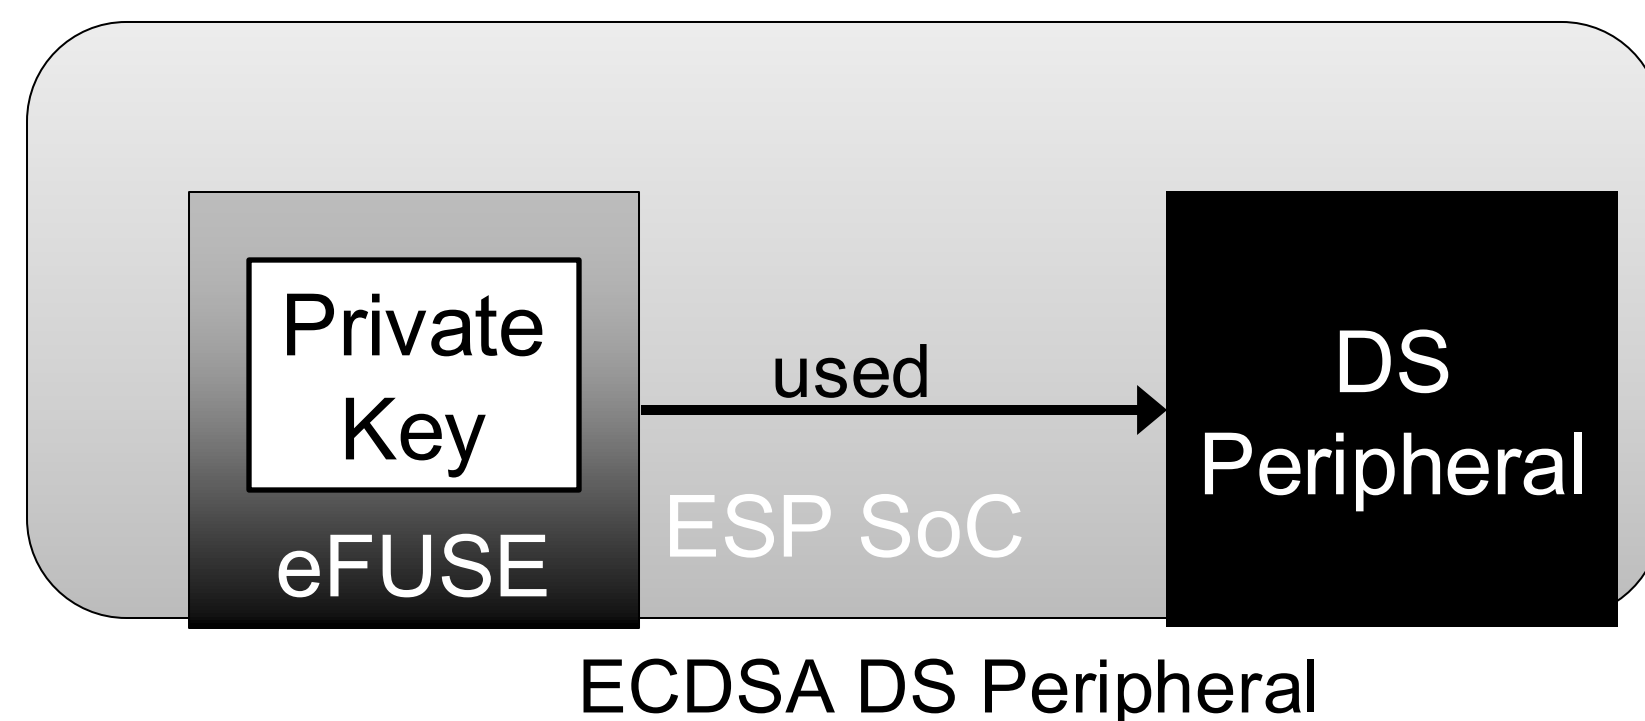 Private
Key
eFUSE
used
ESP SoC
DS
Peripheral
ECDSA DS Peripheral